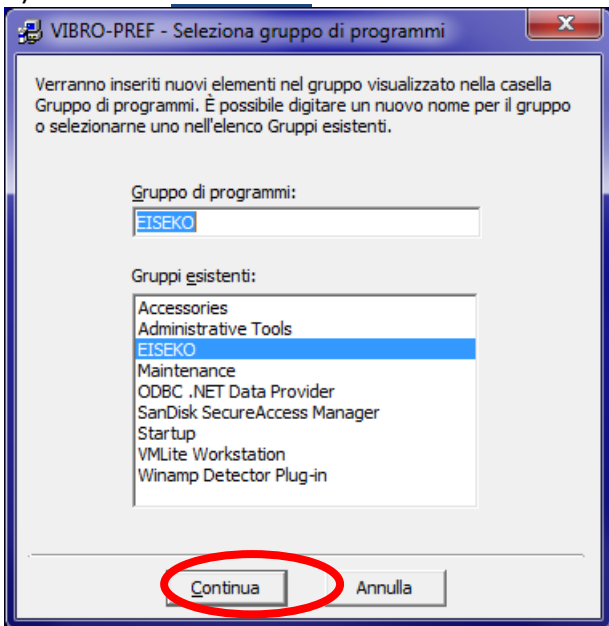 VIBRO-PREF - Seleziona gruppo di programmi
Verranno inseriti nuovi elementi nel gruppo visualizzato nella casella
Gruppo di programmi. È possibile digitare un nuovo nome per il gruppo
o selezionarne uno nell'elenco Gruppi esistenti.
Gruppo di programmi:
EISEKO
Gruppi esistenti:
Accessories
Administrative Tools
EISEKO
Maintenance
ODBC .NET Data Provider
SanDisk SecureAccess Manager
Startup
VMLite Workstation
Winamp Detector Plug-in
Continua Annulla